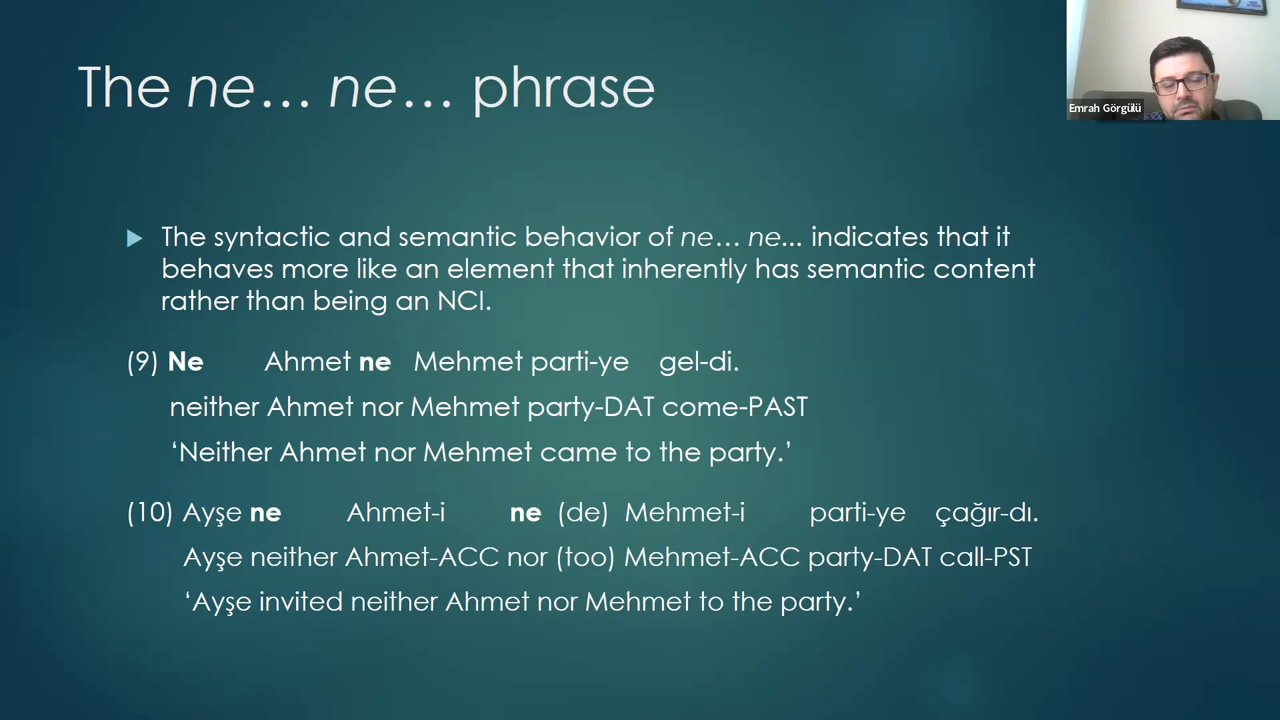 The ne… ne… phrase
Emrah Görgülü
The syntactic and semantic behavior of ne… ne... indicates that it
behaves more like an element that inherently has semantic content
rather than being an NCI.
(9) Ne Ahmet ne Mehmet parti-ye gel-di.
neither Ahmet nor Mehmet party-DAT come-PAST
‘Neither Ahmet nor Mehmet came to the party.’
(10) Ayşe ne Ahmet-i ne (de) Mehmet-i parti-ye çağır-dı.
Ayşe neither Ahmet-ACC nor (too) Mehmet-ACC party-DAT call-PST
‘Ayşe invited neither Ahmet nor Mehmet to the party.’